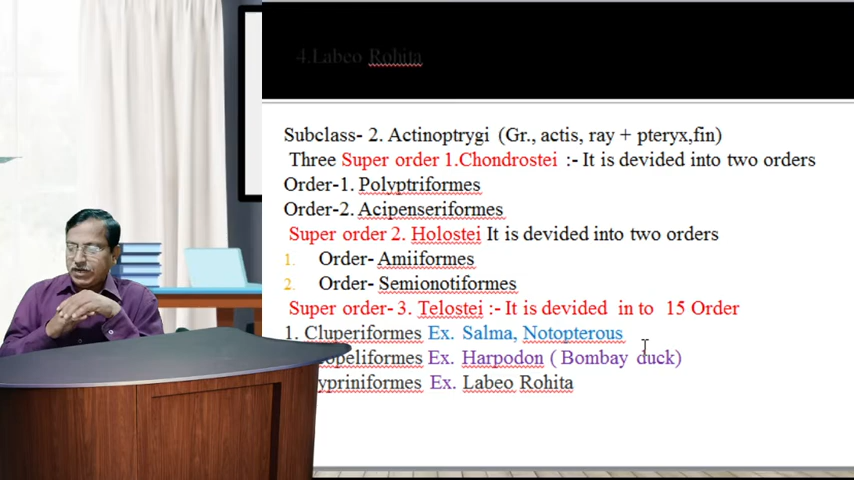 4.Labeo Rohita
Subclass- 2. Actinoptrygi (Gr., actis, ray + pteryx,fin)
Three Super order 1.Chondrostei :- It is devided into two orders
Order-1. Polyptriformes
Order-2. Acipenseriformes
Super order 2. Holostei It is devided into two orders
1. Order- Amiiformes
2. Order- Semionotiformes
Super order- 3. Telostei :- It is devided in to 15 Order
1. Cluperiformes Ex. Salma, Notopterous
opeliformes Ex. Harpodon ( Bombay duck)
ypriniformes Ex. Labeo Rohita